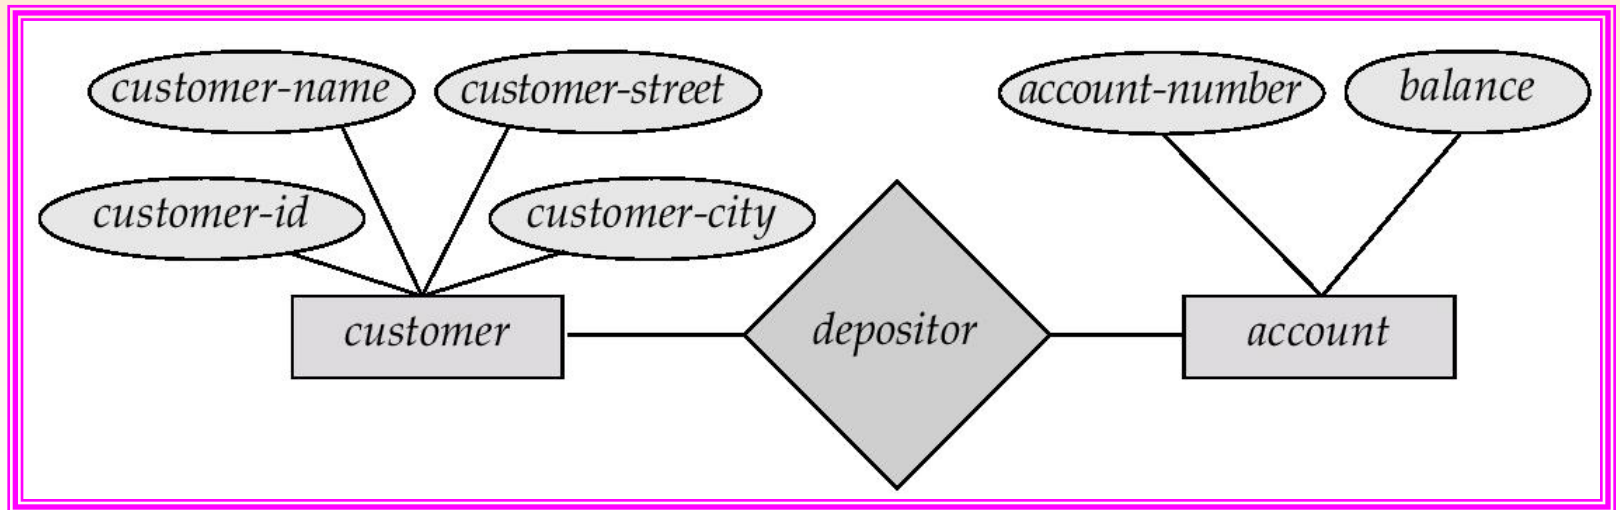 customer-name
customer-street
account-number
balance
customer-id
customer-city
customer
depositor
account